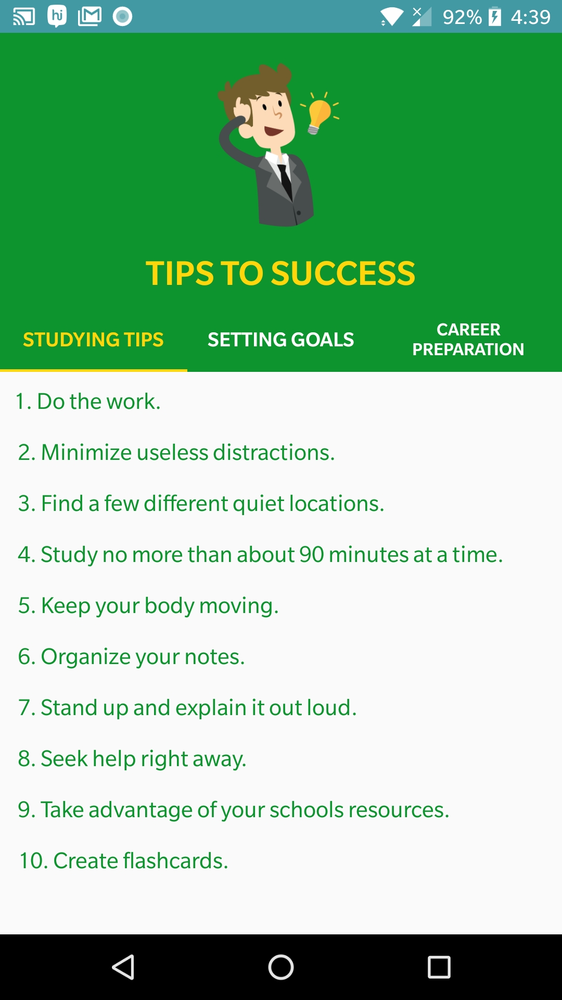 hi
92%
4:39
TIPS TO SUCCESS
STUDYING TIPS
SETTING GOALS
CAREER
PREPARATION
1. Do the work.
2. Minimize useless distractions.
3. Find a few different quiet locations.
4. Study no more than about 90 minutes at a time.
5. Keep your body moving.
6. Organize your notes.
7. Stand up and explain it out loud.
8. Seek help right away.
9. Take advantage of your schools resources.
10. Create flashcards.